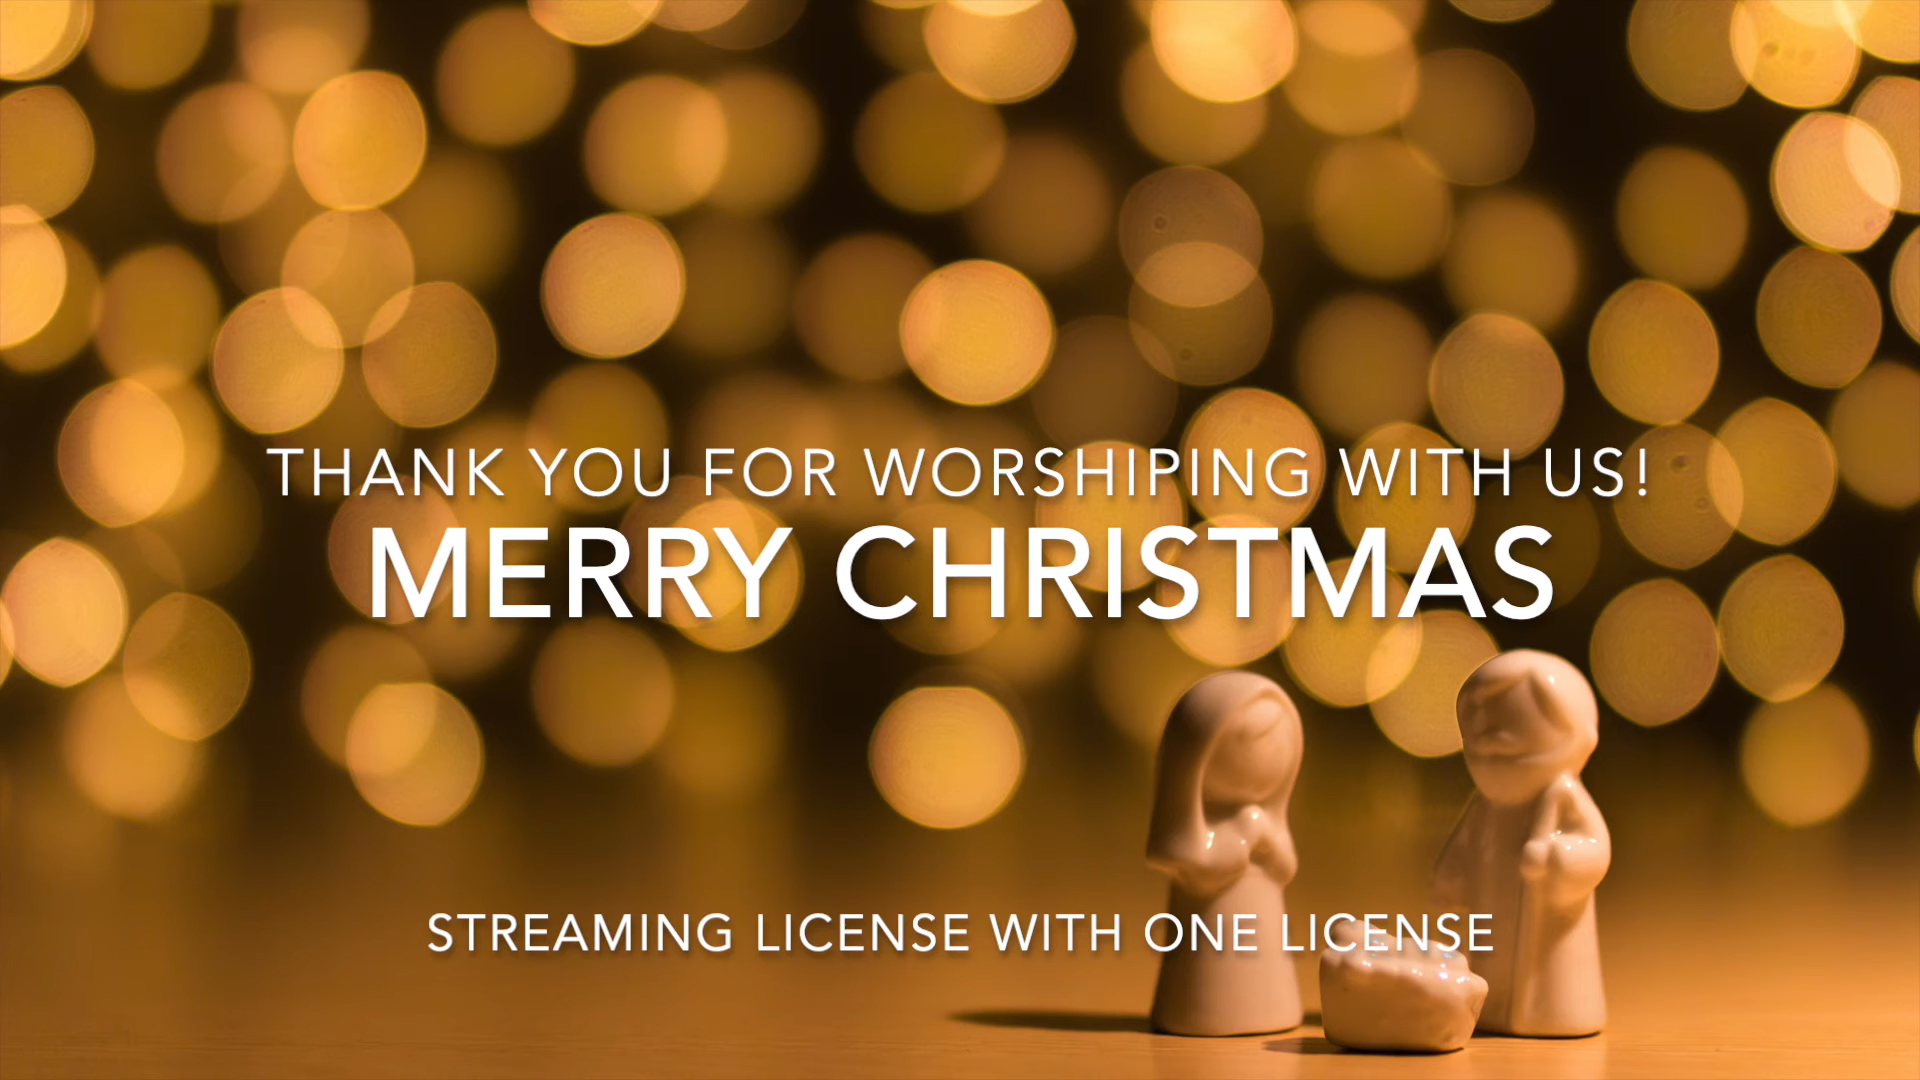 THANK YOU FOR WORSHIPING WITH US!
MERRY CHRISTMAS
STREAMING LICENSE WITH ONE LICENSE